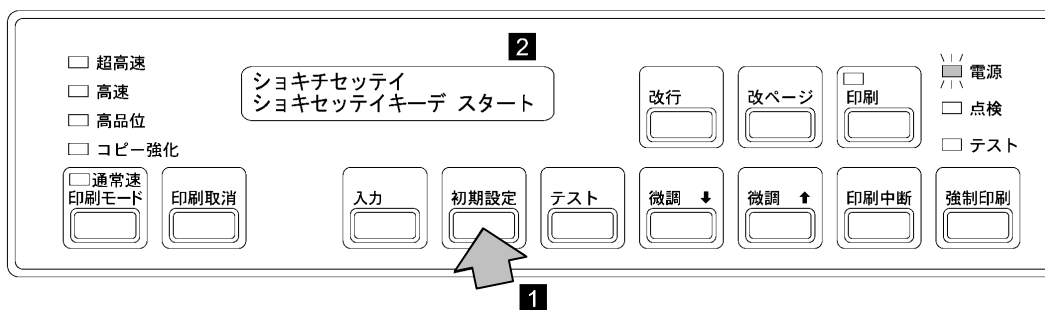 2
超高速
高速
高品位
コピー強化
通常速
印刷モード
印刷取消
ショキチセッテイ
ショキセッテイキーデ スタート
改行
改ページ
印刷
電源
点検
テスト
入力
初期設定
テスト
微調 ⬇
微調 ⬆
印刷中断
強制印刷
1